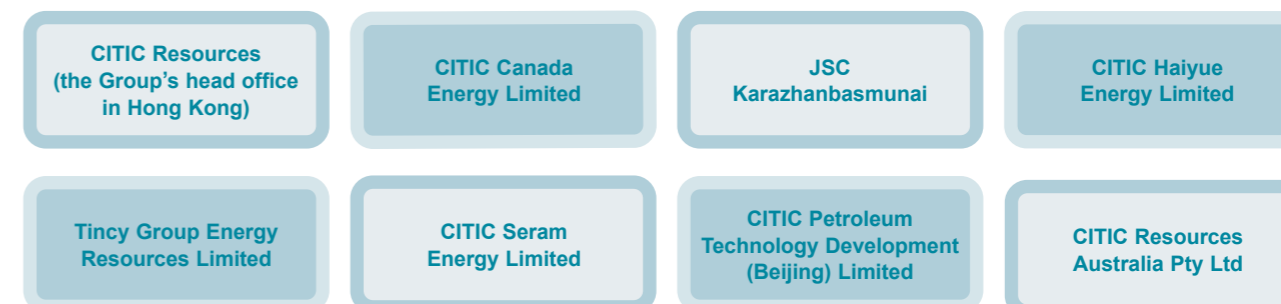 CITIC Resources
(the Group's head office
in Hong Kong)
CITIC Canada
Energy Limited
JSC
Karazhanbasmunai
CITIC Haiyue
Energy Limited
Tincy Group Energy
Resources Limited
CITIC Seram
Energy Limited
CITIC Petroleum
Technology Development
(Beijing) Limited
CITIC Resources
Australia Pty Ltd